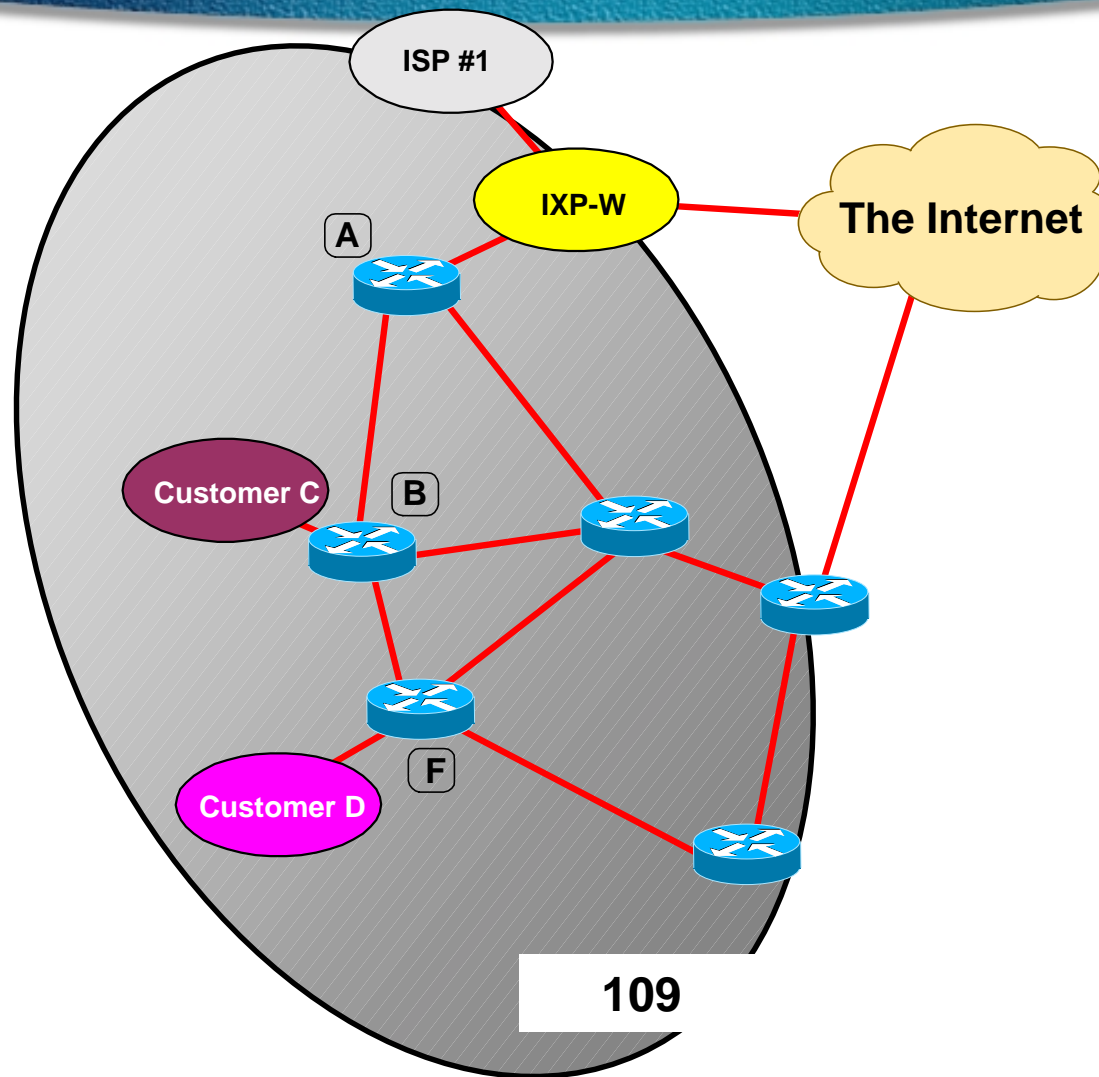 ISP #1
IXP-W
The Internet
A
Customer C
B
F
Customer D
109